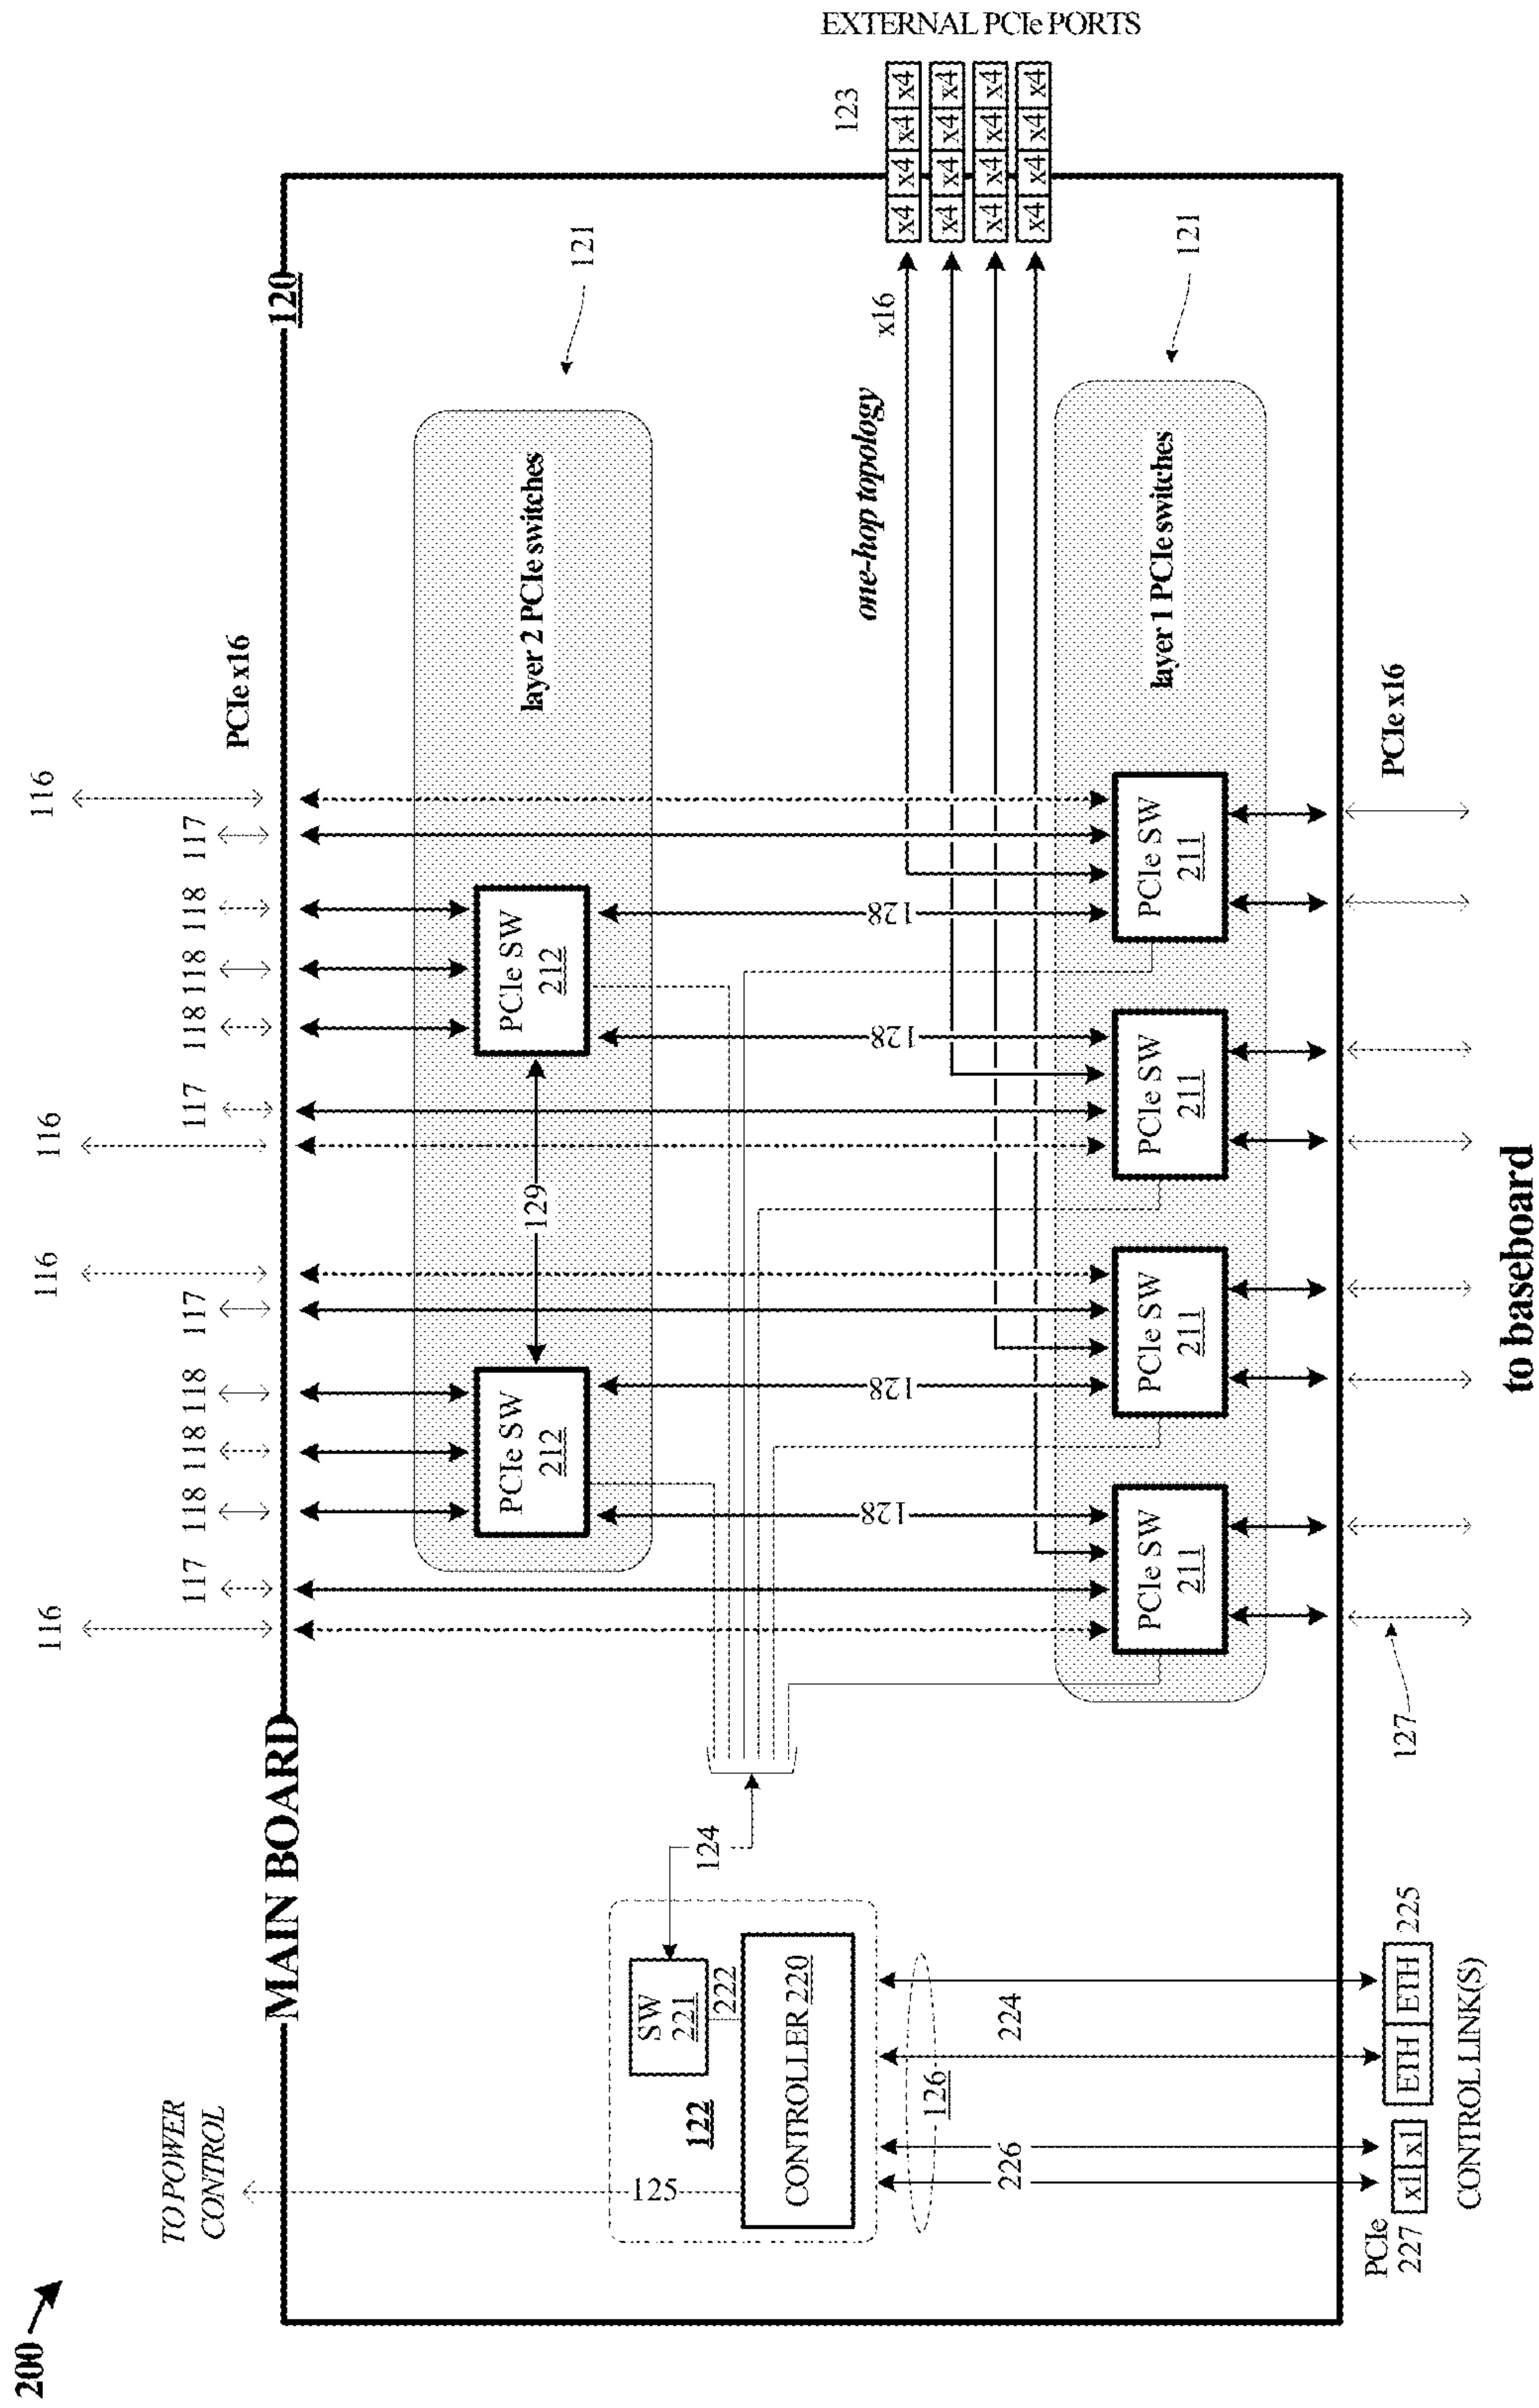 200
EXTERNAL PCIe PORTS
116
116
116
116
117
118
118
118
117
117
118
118
118
117
PCIe x16
TO POWER
CONTROL
MAIN BOARD
120
123
x4 x4 x4 x4
x4 x4 x4 x4
x4 x4 x4 x4
x4 x4 x4 x4
121
layer 2 PCIe switches
PCIe SW
212
PCIe SW
212
129
x16
one-hop topology
128
128
128
128
124
SW
221
222
122
125
CONTROLLER 220
126
224
226
121
layer 1 PCIe switches
PCIe SW
211
PCIe SW
211
PCIe SW
211
PCIe SW
211
PCIe x16
127
PCIe
227
x1 x1
ETH ETH
225
CONTROL LINK(S)
to baseboard